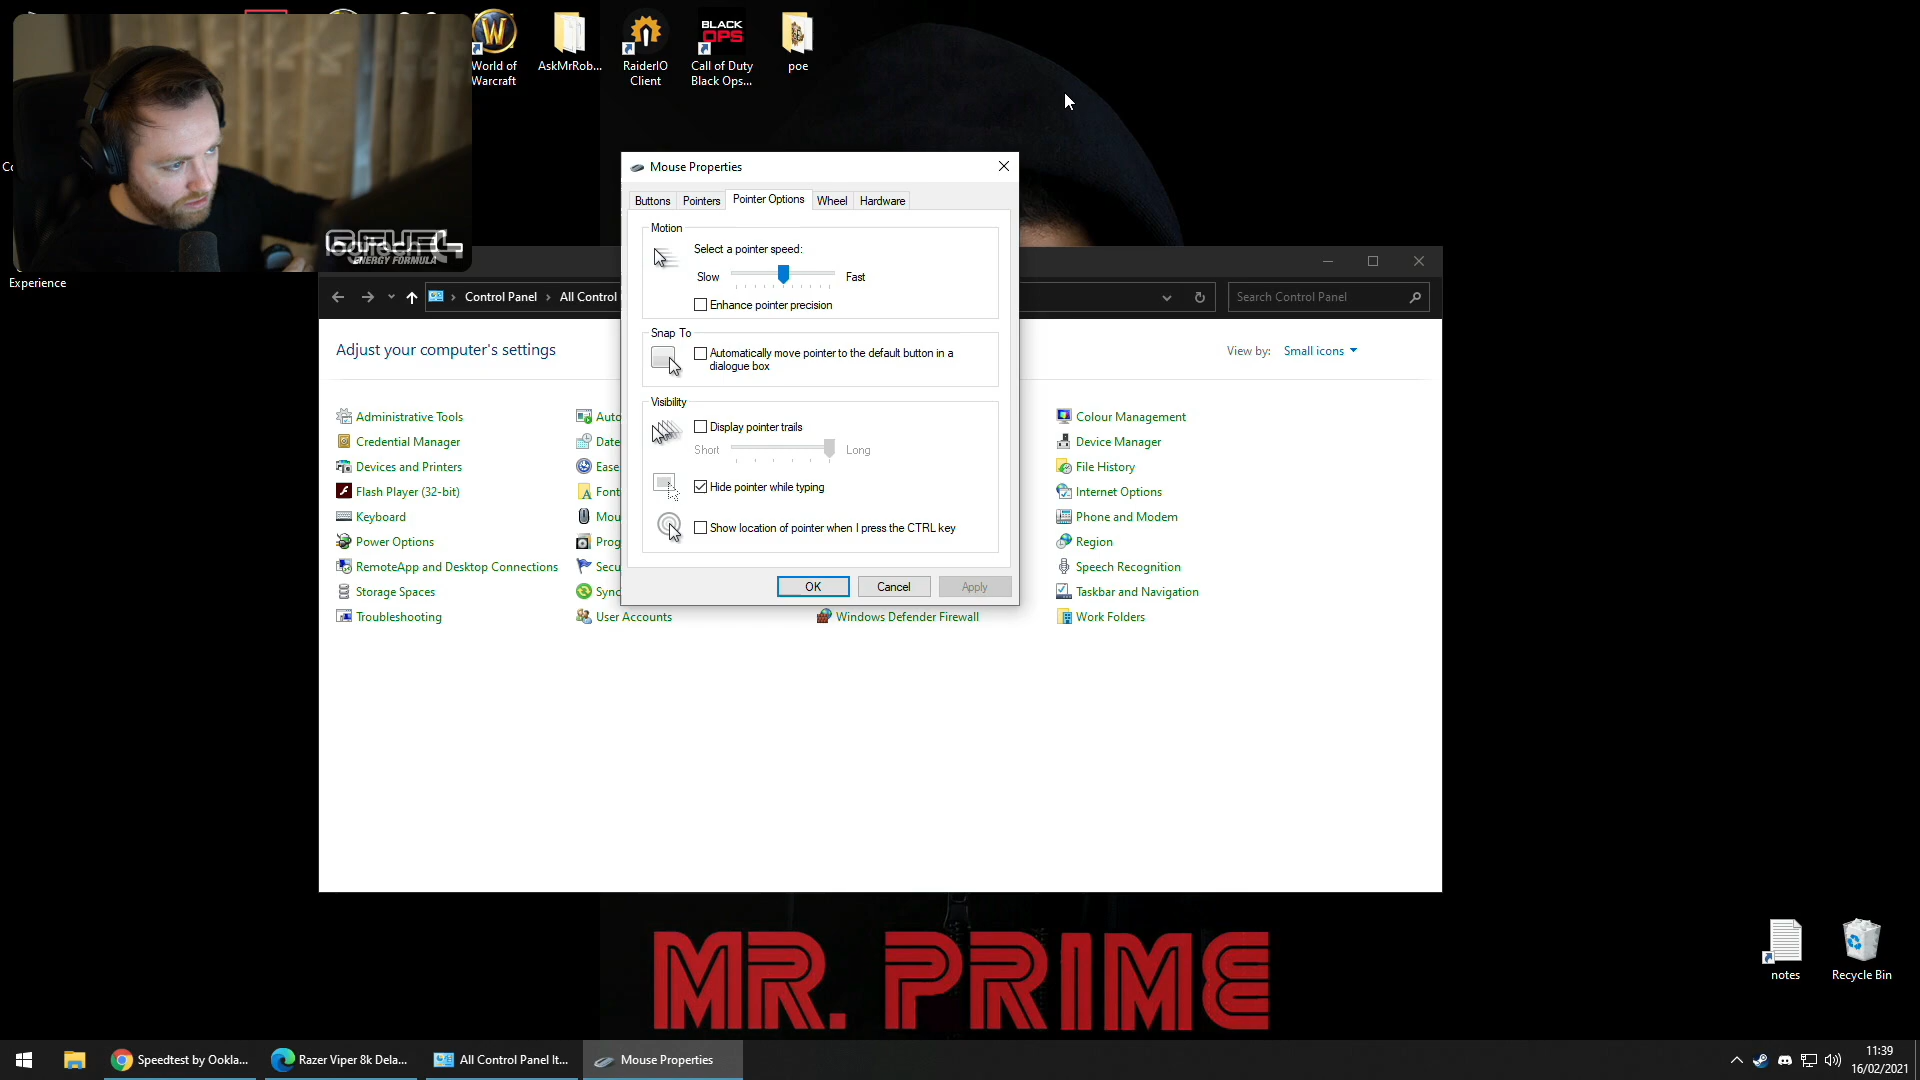 World of
Warcraft
AskMrRob...
RaiderIO
Client
BLACK
OPS
Call of Duty
Black Ops...
poe
ENERGY FORMULA
Experience
Mouse Properties
Buttons
Pointers
Pointer Options
Wheel
Hardware
Motion
Select a pointer speed:
Slow
Fast
Enhance pointer precision
Snap To
Automatically move pointer to the default button in a
dialogue box
Visibility
Display pointer trails
Short
Long
Hide pointer while typing
Show location of pointer when I press the CTRL key
OK
Cancel
Apply
Control Panel
All Control
Search Control Panel
Adjust your computer's settings
View by:
Small icons
Administrative Tools
Credential Manager
Devices and Printers
Flash Player (32-bit)
Keyboard
Power Options
RemoteApp and Desktop Connections
Storage Spaces
Troubleshooting
Auto
Date
Ease
Font
Mou
Prog
Secu
Sync
User Accounts
Windows Defender Firewall
Colour Management
Device Manager
File History
Internet Options
Phone and Modem
Region
Speech Recognition
Taskbar and Navigation
Work Folders
MR. PRIME
notes
Recycle Bin
Speedtest by Ookla...
Razer Viper 8k Dela...
All Control Panel It...
Mouse Properties
11:39
16/02/2021